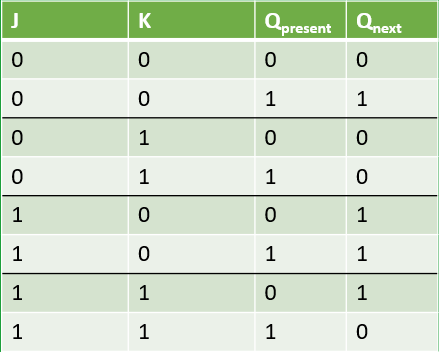 J K Qpresent Qnext
0 0 0 0
0 0 1 1
0 1 0 0
0 1 1 0
1 0 0 1
1 0 1 1
1 1 0 1
1 1 1 0